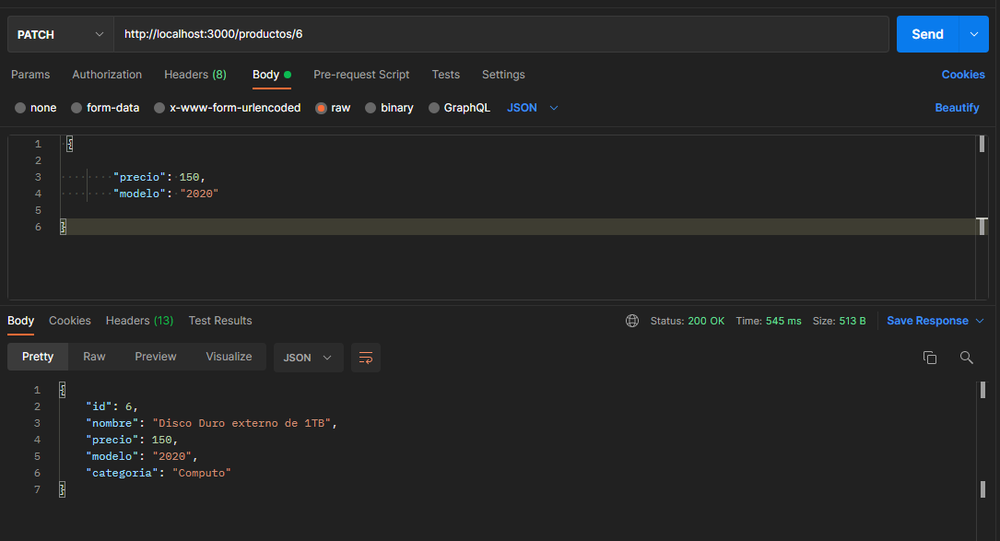 PATCH http://localhost:3000/productos/6 Send
Params Authorization Headers (8) Body Pre-request Script Tests Settings Cookies
none form-data x-www-form-urlencoded raw binary GraphQL JSON Beautify
1 {
2
3 "precio": 150,
4 "modelo": "2020"
5
6 }
Body Cookies Headers (13) Test Results Status: 200 OK Time: 545 ms Size: 513 B Save Response
Pretty Raw Preview Visualize JSON
1 {
2 "id": 6,
3 "nombre": "Disco Duro externo de 1TB",
4 "precio": 150,
5 "modelo": "2020",
6 "categoria": "Computo"
7 }